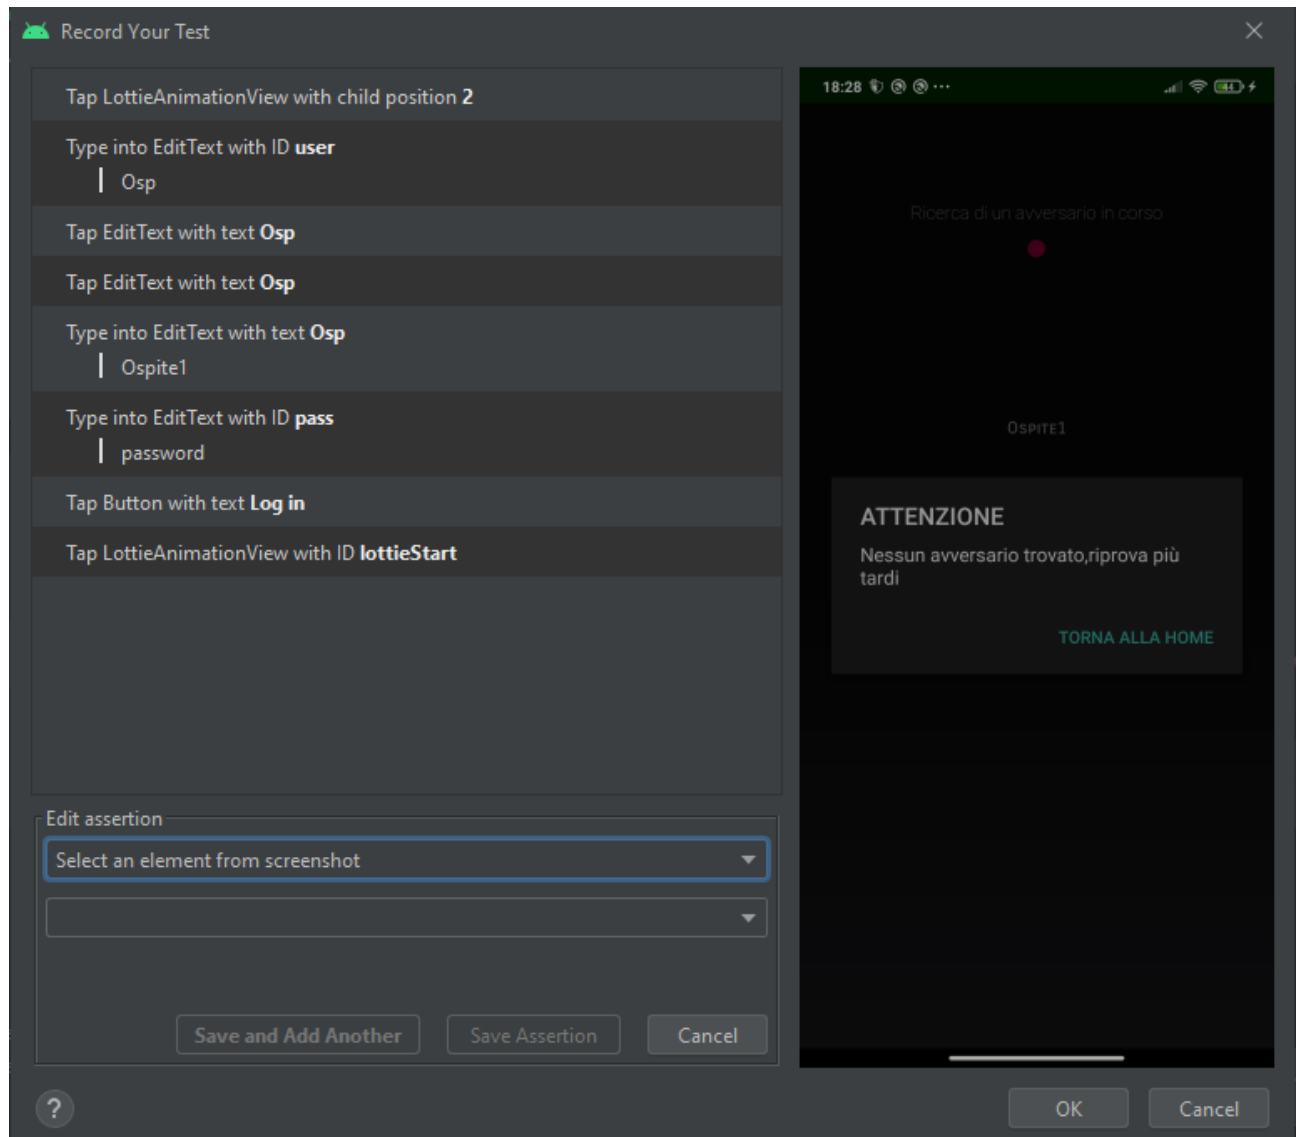 Record Your Test
Tap LottieAnimationView with child position 2
Type into EditText with ID user
Osp
Tap EditText with text Osp
Tap EditText with text Osp
Type into EditText with text Osp
Ospite1
Type into EditText with ID pass
password
Tap Button with text Log in
Tap LottieAnimationView with ID lottieStart
Edit assertion
Select an element from screenshot
Save and Add Another
Save Assertion
Cancel
18:28
44
Ricerca di un avversario in corso
Ospite1
ATTENZIONE
Nessun avversario trovato,riprova più
tardi
TORNA ALLA HOME
?
OK
Cancel